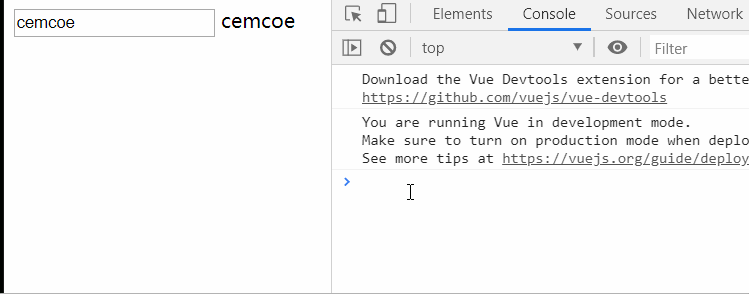 cemcoe cemcoe
Elements Console Sources Network
top Filter
Download the Vue Devtools extension for a bette
https://github.com/vuejs/vue-devtools
You are running Vue in development mode.
Make sure to turn on production mode when deplo
See more tips at https://vuejs.org/guide/deploy